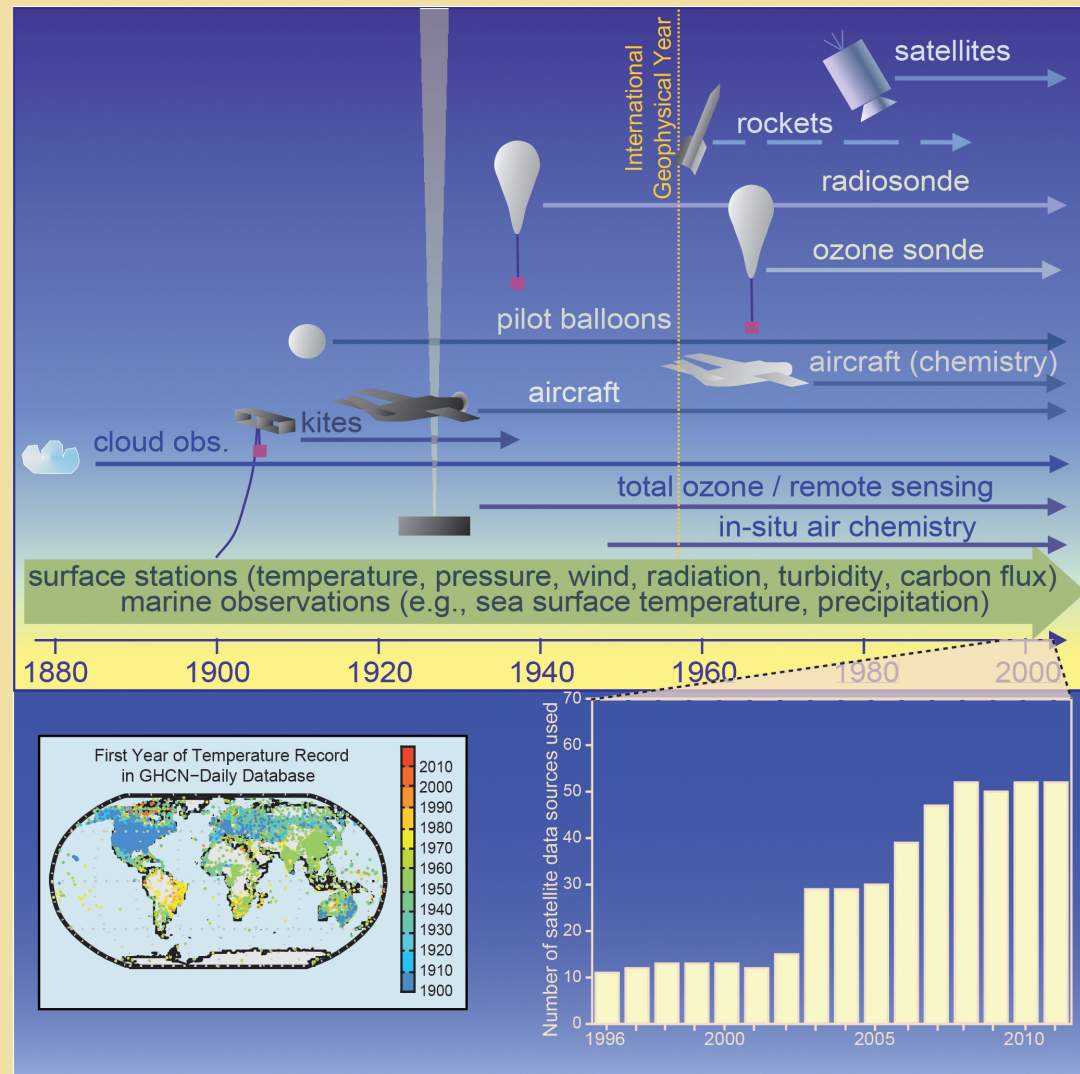 International
Geophysical Year
satellites
rockets
radiosonde
ozone sonde
pilot balloons
aircraft (chemistry)
aircraft
kites
cloud obs.
total ozone / remote sensing
in-situ air chemistry
surface stations (temperature, pressure, wind, radiation, turbidity, carbon flux)
marine observations (e.g., sea surface temperature, precipitation)
1880 1900 1920 1940 1960 1980 2000
First Year of Temperature Record
in GHCN−Daily Database
2010
2000
1990
1980
1970
1960
1950
1940
1930
1920
1910
1900
Number of satellite data sources used
70
60
50
40
30
20
10
0
1996 2000 2005 2010